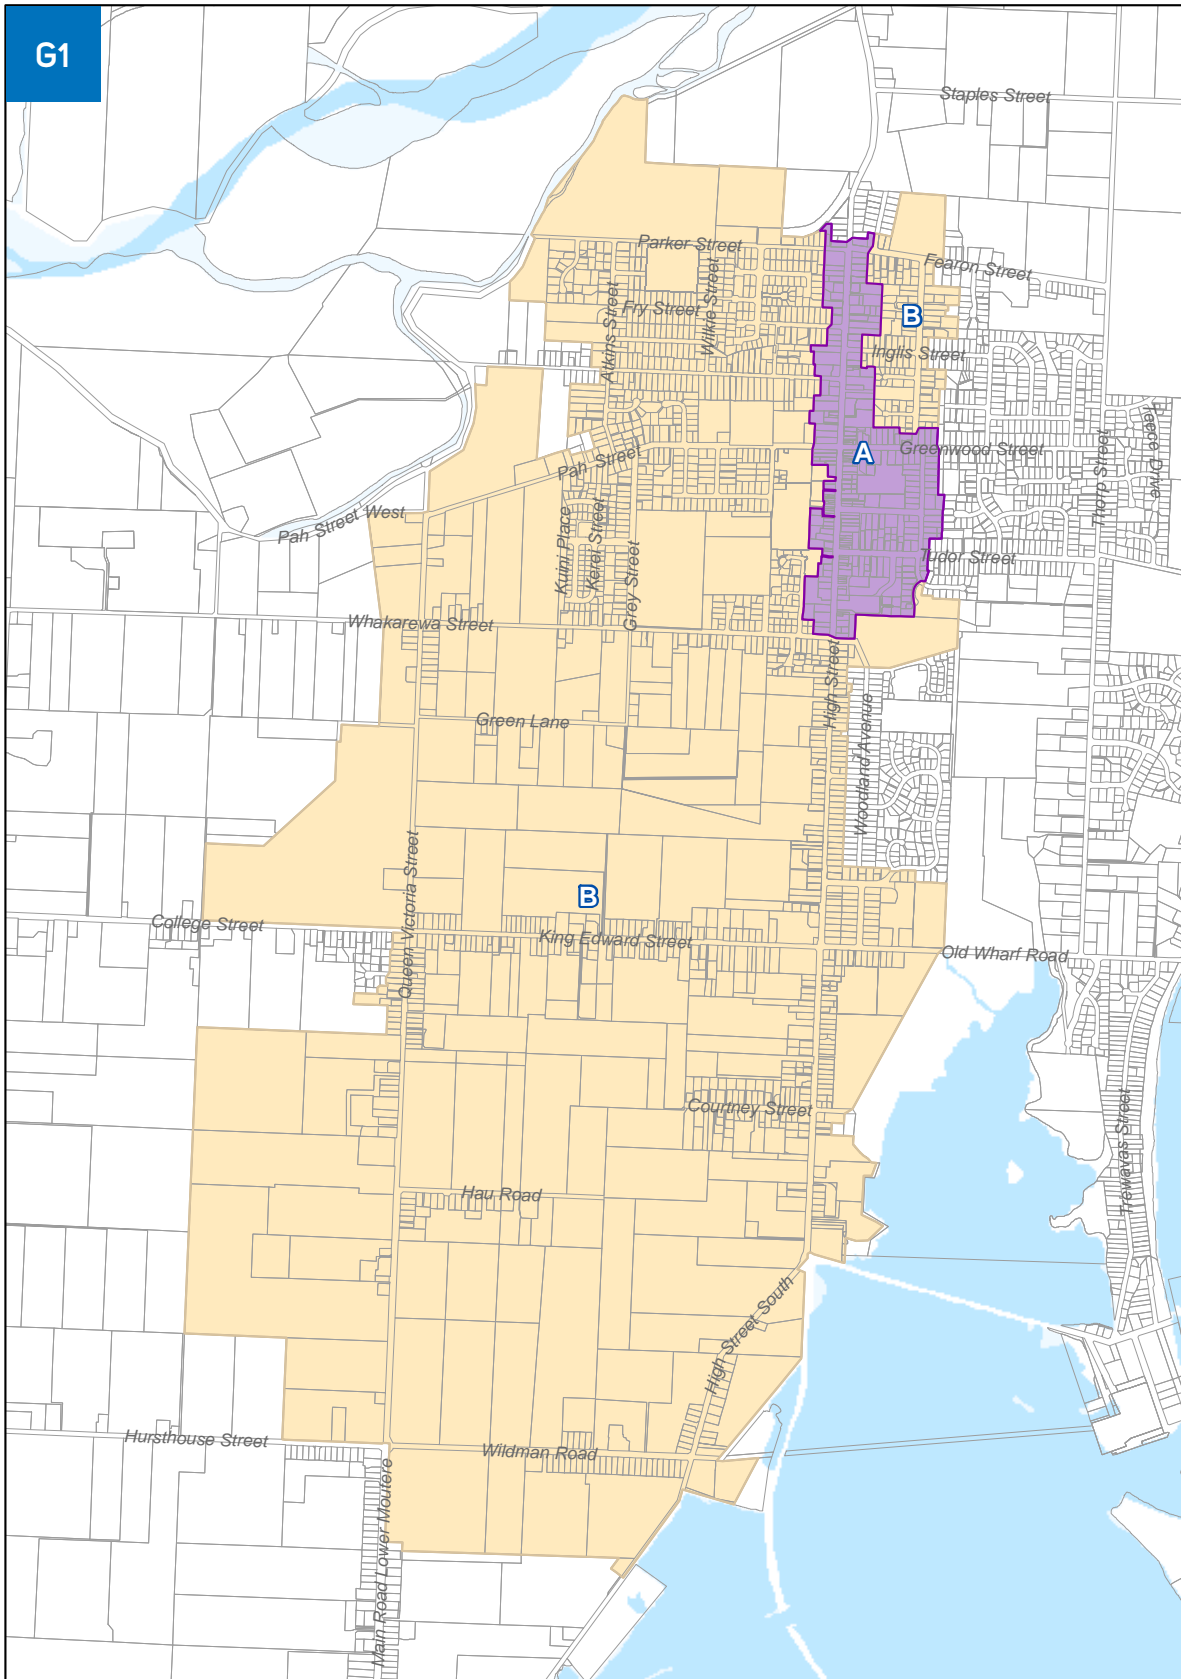 G1
Staples Street
Parker Street
Fearon Street
Fry Street
Wilkie Street
Atkins Street
B
Inglis Street
Greenwood Street
A
Pah Street
Thorp Street
Teece Drive
Pah Street West
Kuini Place
Kerei Street
Grey Street
Tudor Street
Whakarewa Street
High Street
Green Lane
Woodland Avenue
Queen Victoria Street
B
College Street
King Edward Street
Old Wharf Road
Courtney Street
Trewavas Street
Hau Road
High Street South
Hursthouse Street
Wildman Road
Main Road Lower Moutere